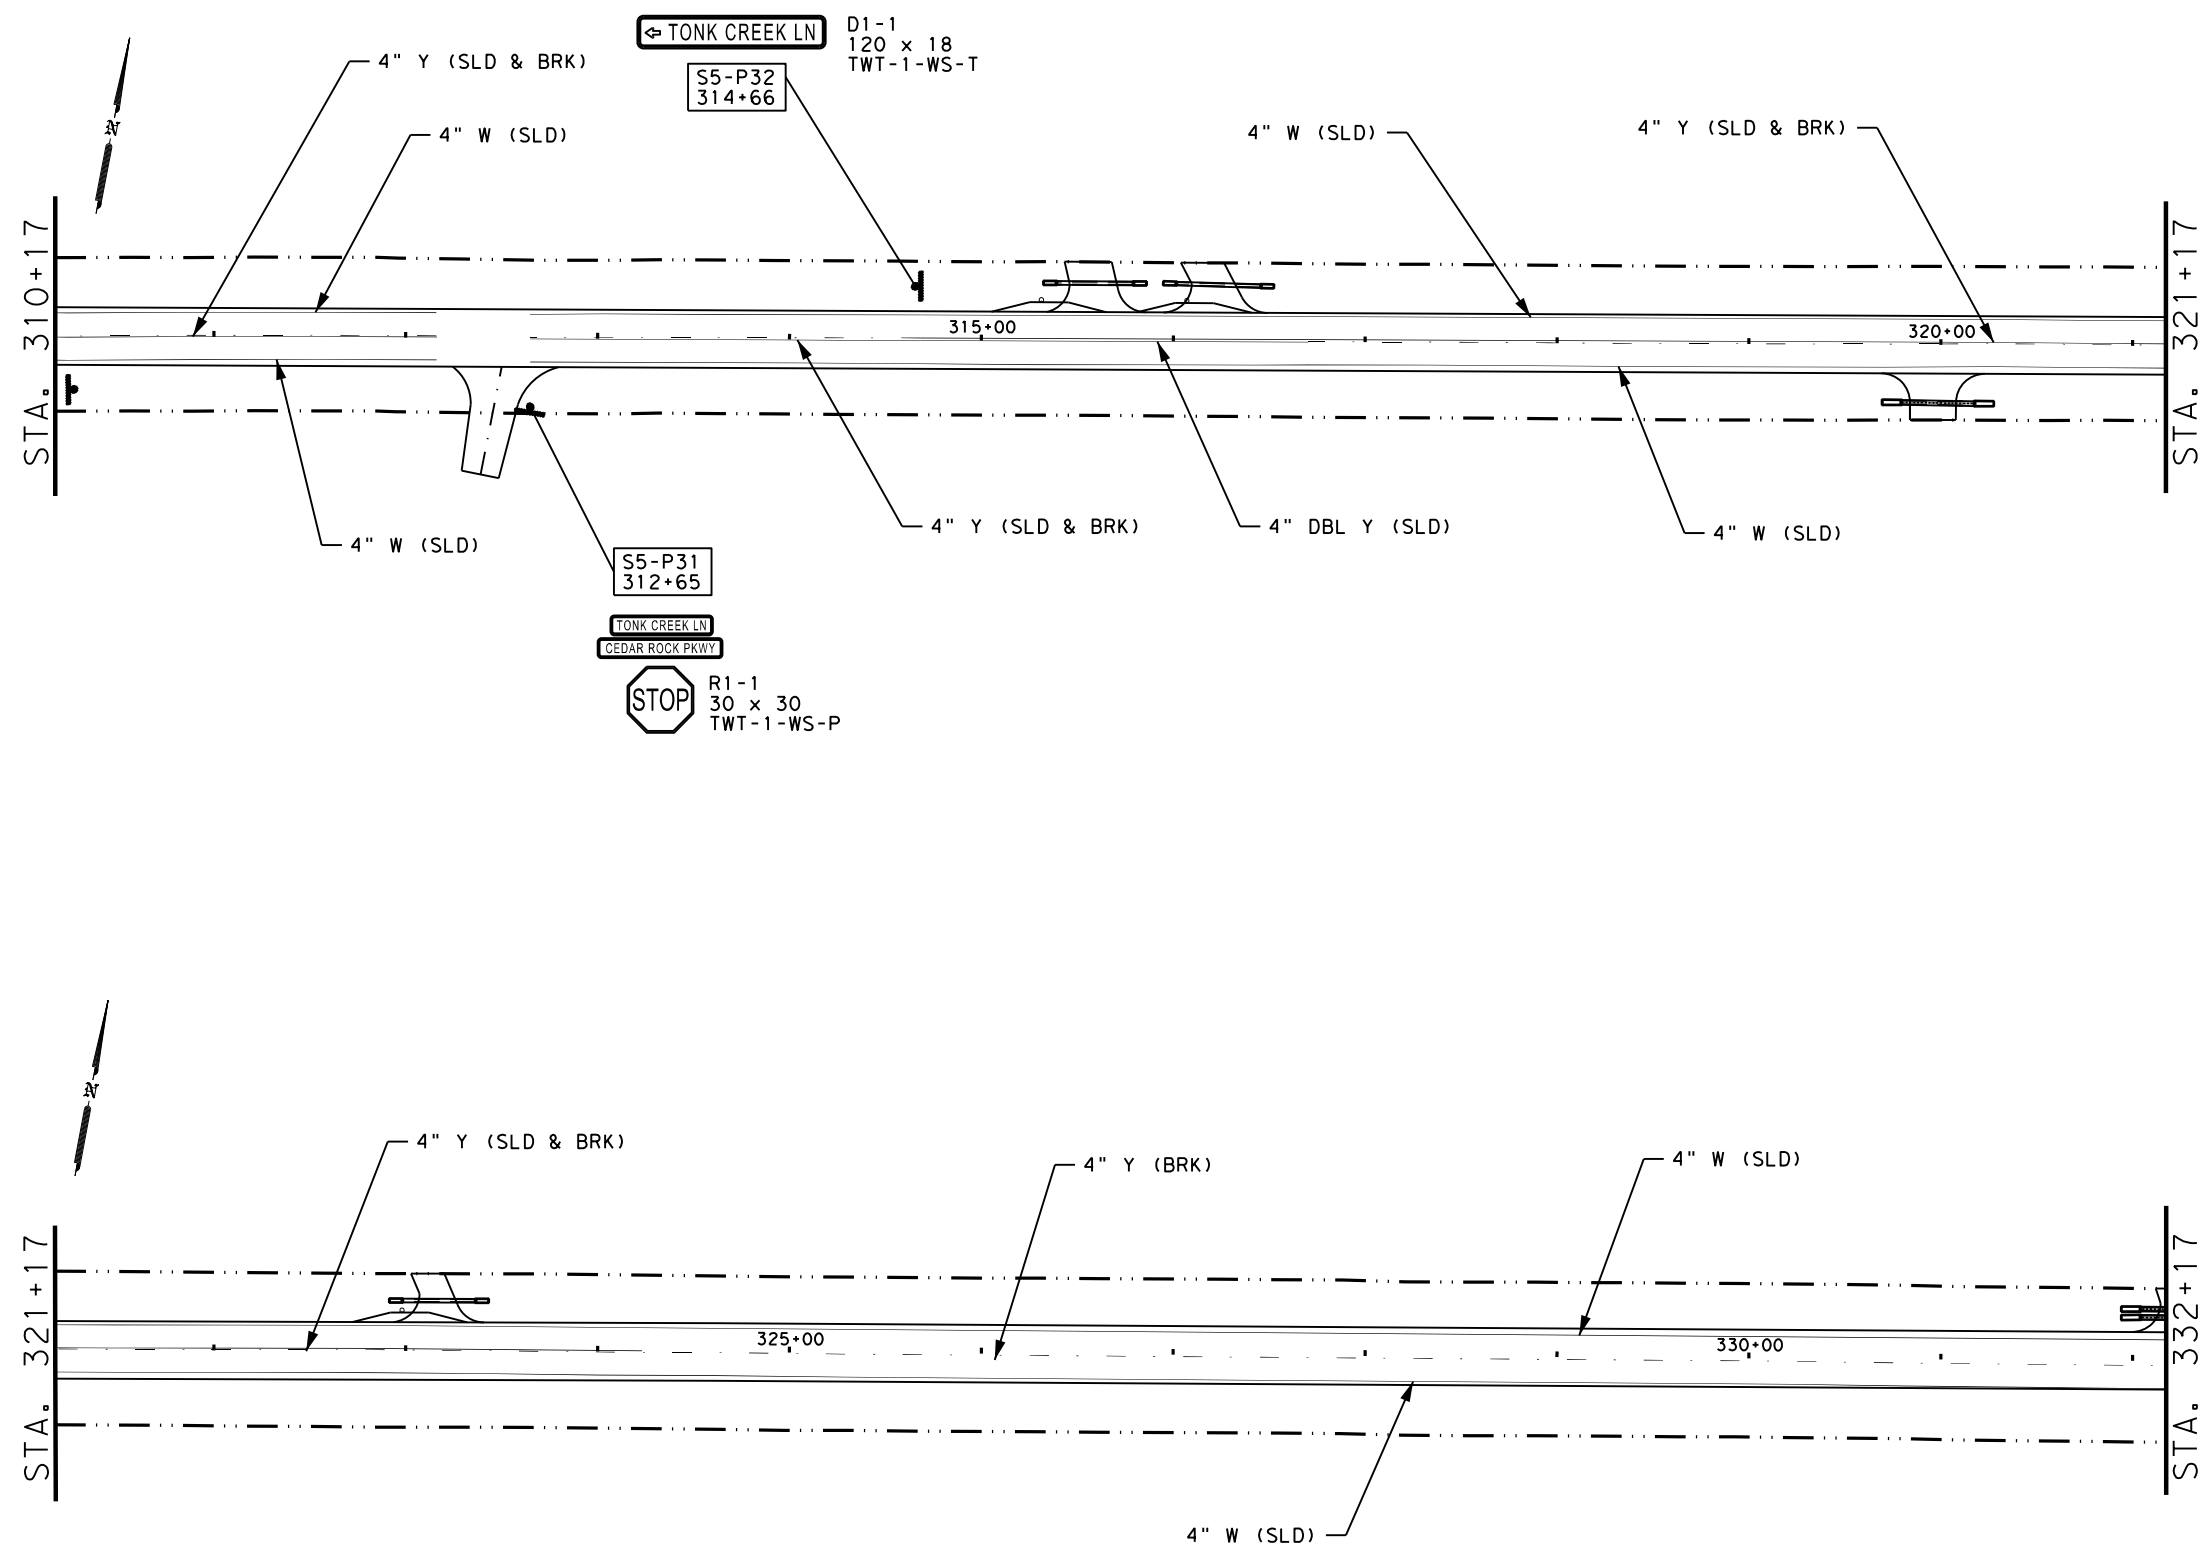 TONK CREEK LN
D1-1
120 x 18
TWT-1-WS-T
S5-P32
314+66
4" Y (SLD & BRK)
4" W (SLD)
4" W (SLD)
4" Y (SLD & BRK)
N
STA. 310+17
315+00
320+00
STA. 321+17
4" W (SLD)
4" Y (SLD & BRK)
4" DBL Y (SLD)
4" W (SLD)
S5-P31
312+65
TONK CREEK LN
CEDAR ROCK PKWY
STOP
R1-1
30 x 30
TWT-1-WS-P
N
4" Y (SLD & BRK)
4" Y (BRK)
4" W (SLD)
STA. 321+17
325+00
330+00
STA. 332+17
4" W (SLD)